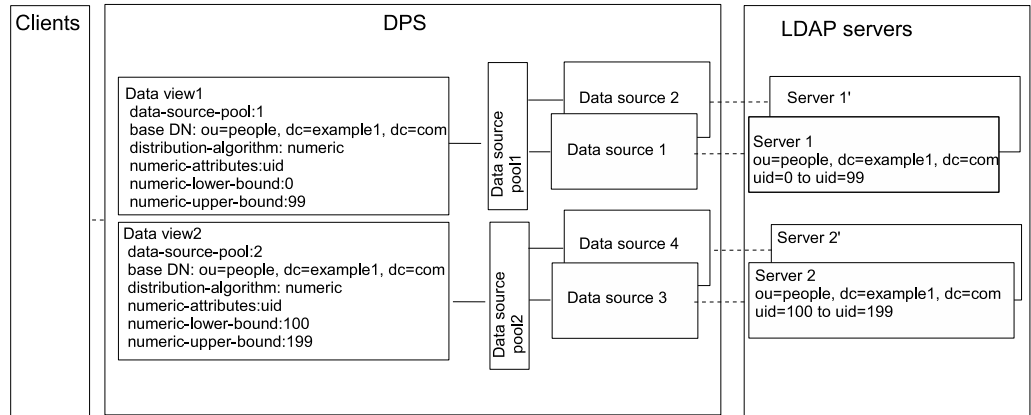 Clients
DPS
LDAP servers
Data view1
data-source-pool:1
base DN: ou=people, dc=example1, dc=com
distribution-algorithm: numeric
numeric-attributes:uid
numeric-lower-bound:0
numeric-upper-bound:99
Data source
pool1
Data source 2
Data source 1
Server 1'
Server 1
ou=people, dc=example1, dc=com
uid=0 to uid=99
Data view2
data-source-pool:2
base DN: ou=people, dc=example1, dc=com
distribution-algorithm: numeric
numeric-attributes:uid
numeric-lower-bound:100
numeric-upper-bound:199
Data source
pool2
Data source 4
Data source 3
Server 2'
Server 2
ou=people, dc=example1, dc=com
uid=100 to uid=199